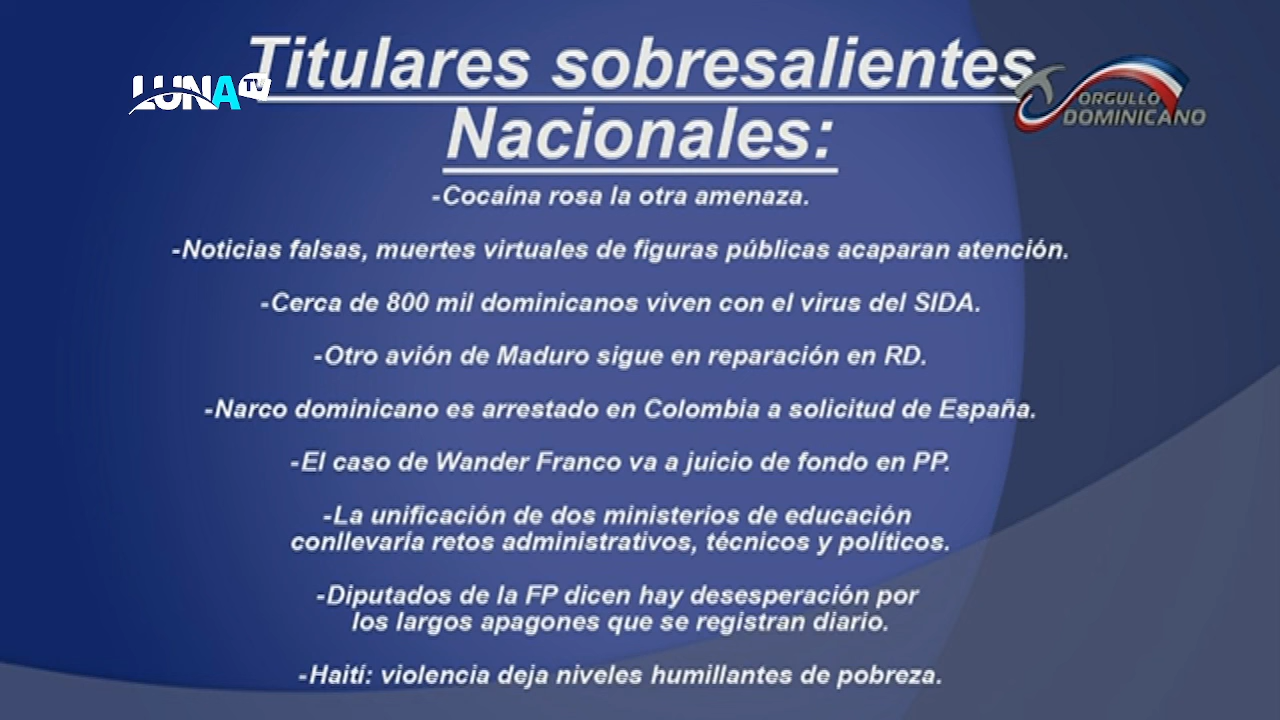 Titulares sobresalientes
LUNA TV
ORGULLO
DOMINICANO
Nacionales:
-Cocaína rosa la otra amenaza.
-Noticias falsas, muertes virtuales de figuras públicas acaparan atención.
-Cerca de 800 mil dominicanos viven con el virus del SIDA.
-Otro avión de Maduro sigue en reparación en RD.
-Narco dominicano es arrestado en Colombia a solicitud de España.
-El caso de Wander Franco va a juicio de fondo en PP.
-La unificación de dos ministerios de educación
conllevaría retos administrativos, técnicos y políticos.
-Diputados de la FP dicen hay desesperación por
los largos apagones que se registran diario.
-Haití: violencia deja niveles humillantes de pobreza.